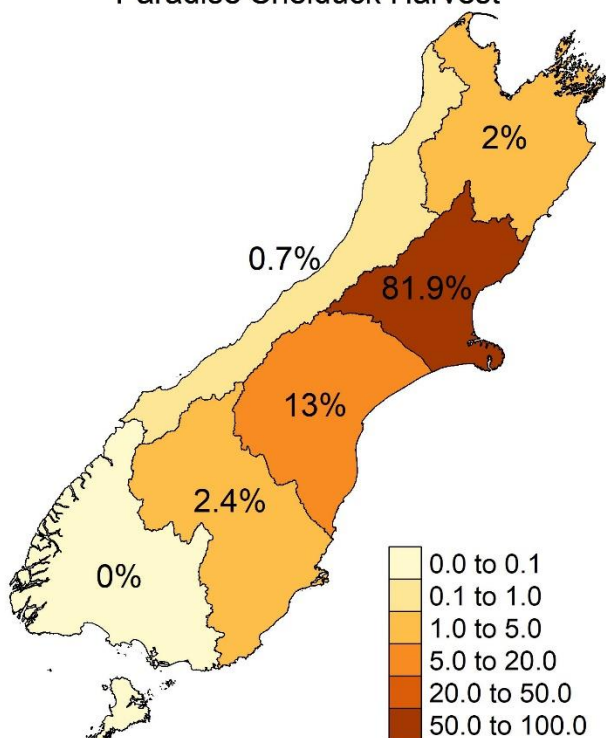 Paradise Shelduck Harvest
2%
0.7%
81.9%
13%
2.4%
0%
0.0 to 0.1
0.1 to 1.0
1.0 to 5.0
5.0 to 20.0
20.0 to 50.0
50.0 to 100.0